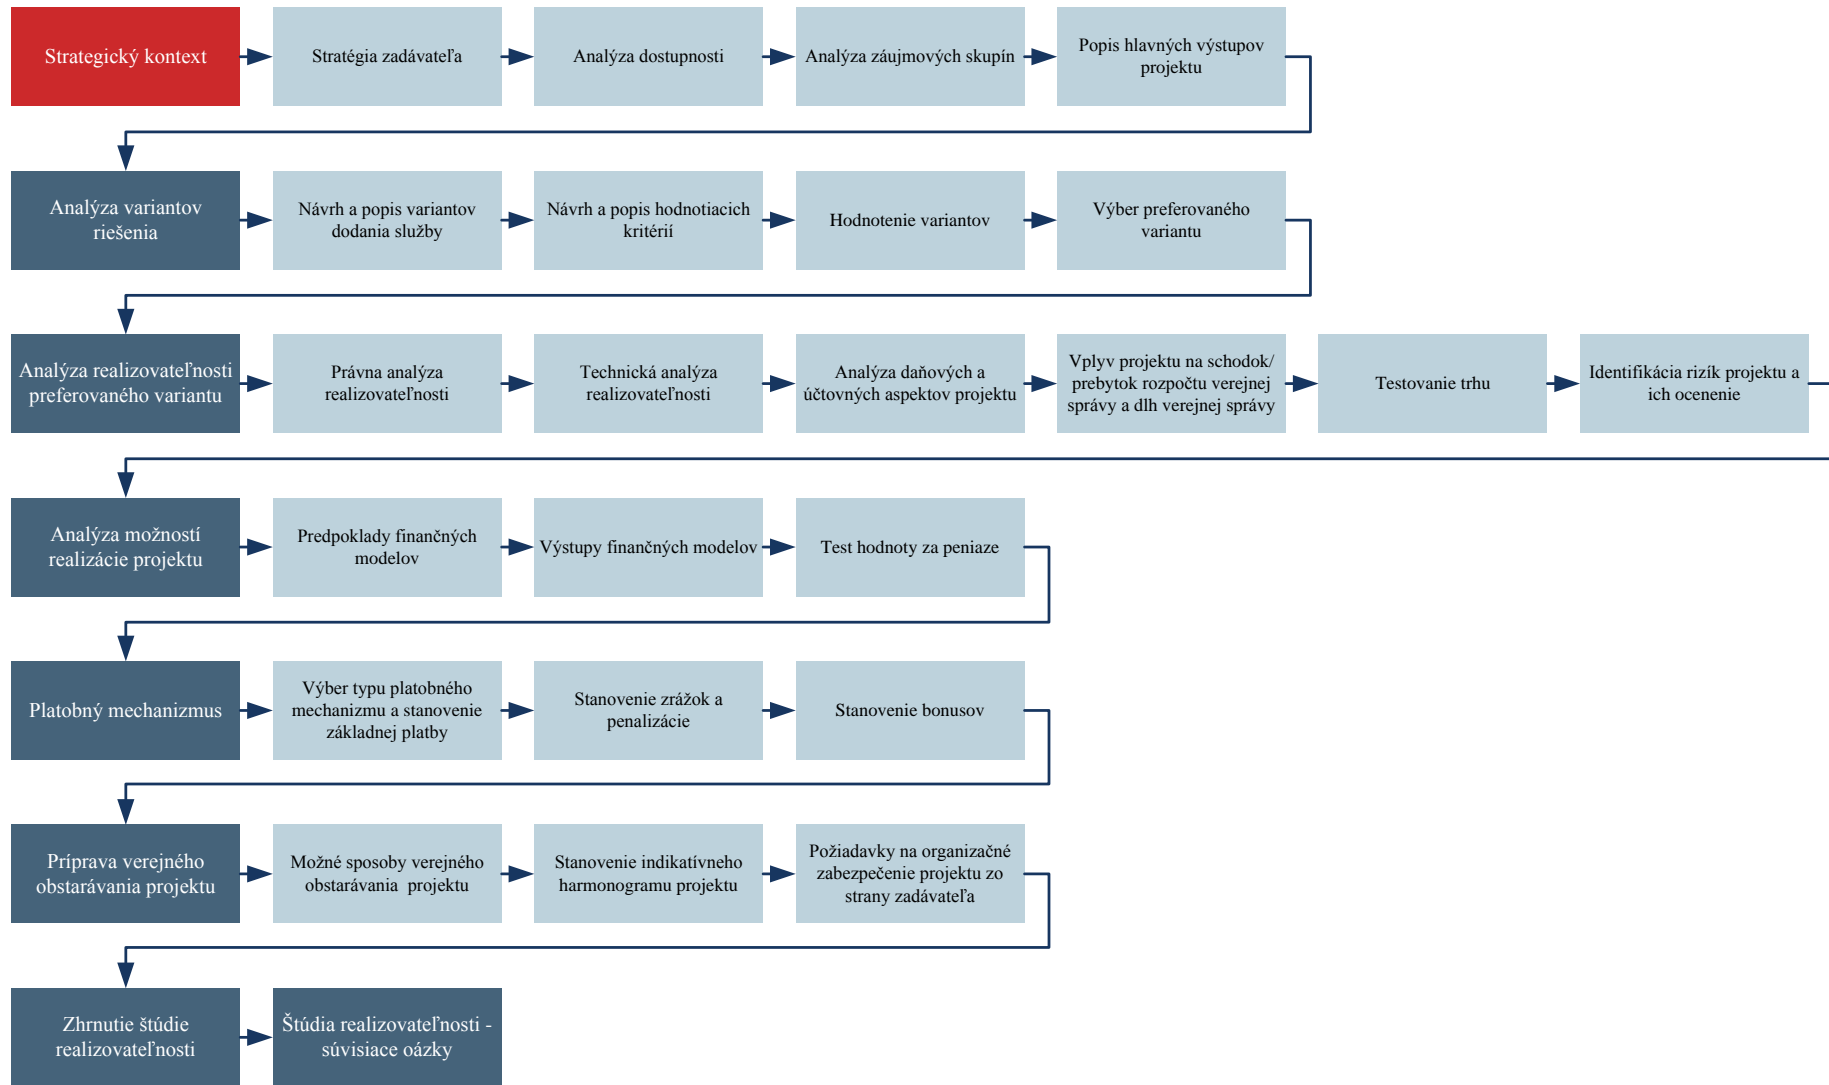 Strategický kontext
Stratégia zadávateľa
Analýza dostupnosti
Analýza záujmových skupín
Popis hlavných výstupov
projektu
Analýza variantov
riešenia
Návrh a popis variantov
dodania služby
Návrh a popis hodnotiacich
kritérií
Hodnotenie variantov
Výber preferovaného
variantu
Analýza realizovateľnosti
preferovaného variantu
Právna analýza
realizovateľnosti
Technická analýza
realizovateľnosti
Analýza daňových a
účtovných aspektov projektu
Vplyv projektu na schodok/
prebytok rozpočtu verejnej
správy a dlh verejnej správy
Testovanie trhu
Identifikácia rizík projektu a
ich ocenenie
Analýza možností
realizácie projektu
Predpoklady finančných
modelov
Výstupy finančných modelov
Test hodnoty za peniaze
Platobný mechanizmus
Výber typu platobného
mechanizmu a stanovenie
základnej platby
Stanovenie zrážok a
penalizácie
Stanovenie bonusov
Príprava verejného
obstarávania projektu
Možné sposoby verejného
obstarávania  projektu
Stanovenie indikatívneho
harmonogramu projektu
Požiadavky na organizačné
zabezpečenie projektu zo
strany zadávateľa
Zhrnutie štúdie
realizovateľnosti
Štúdia realizovateľnosti -
súvisiace oázky